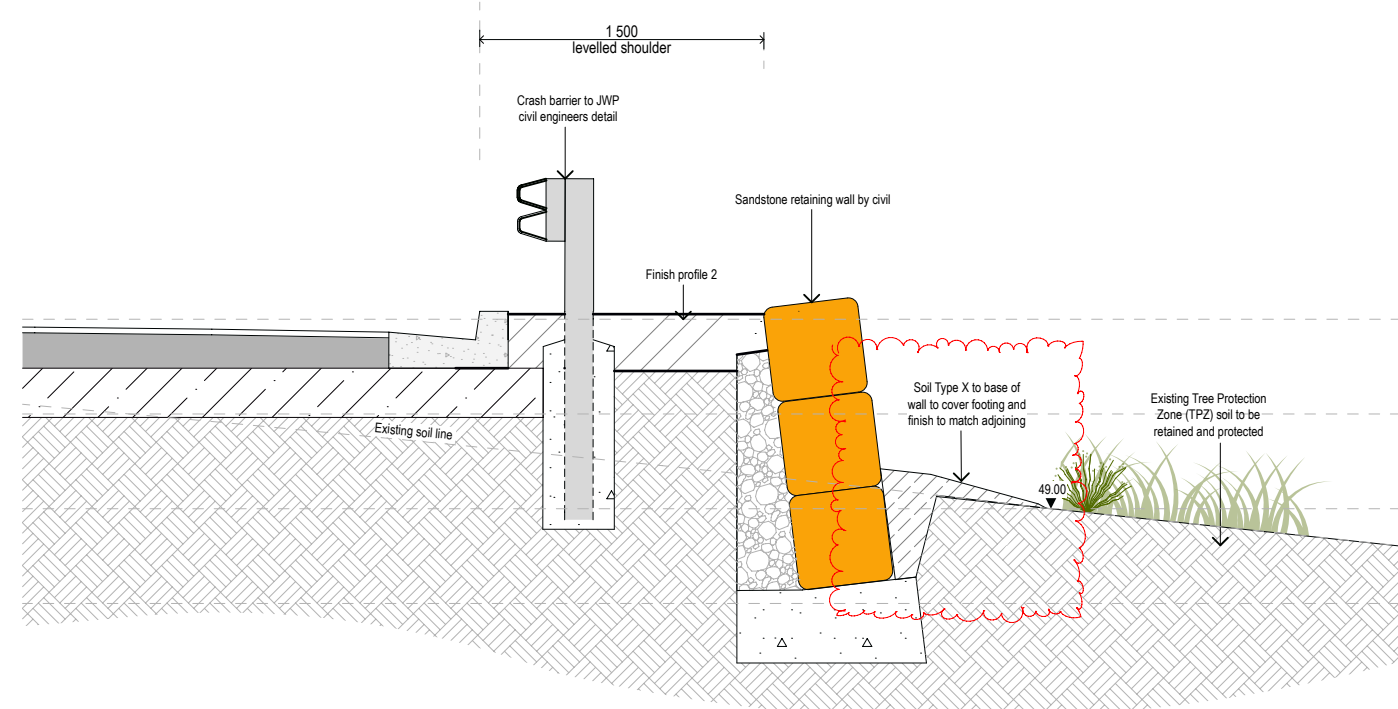 1 500
levelled shoulder
Crash barrier to JWP
civil engineers detail
Sandstone retaining wall by civil
Finish profile 2
Soil Type X to base of
wall to cover footing and
finish to match adjoining
Existing Tree Protection
Zone (TPZ) soil to be
retained and protected
Existing soil line
49.00